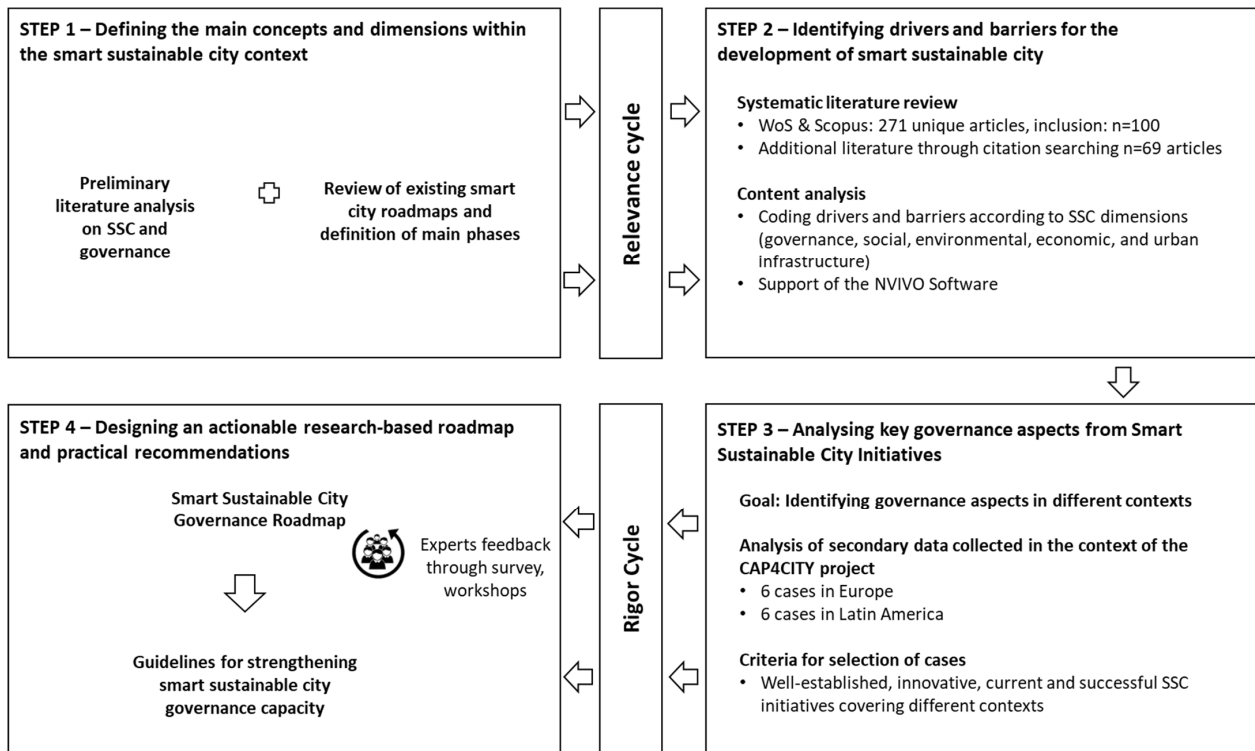 STEP 1 – Defining the main concepts and dimensions within
the smart sustainable city context
Preliminary
literature analysis
on SSC and
governance
Review of existing smart
city roadmaps and
definition of main phases
Relevance cycle
STEP 2 – Identifying drivers and barriers for the
development of smart sustainable city
Systematic literature review
• WoS & Scopus: 271 unique articles, inclusion: n=100
• Additional literature through citation searching n=69 articles
Content analysis
• Coding drivers and barriers according to SSC dimensions
(governance, social, environmental, economic, and urban
infrastructure)
• Support of the NVIVO Software
STEP 3 – Analysing key governance aspects from Smart
Sustainable City Initiatives
Goal: Identifying governance aspects in different contexts
Analysis of secondary data collected in the context of the
CAP4CITY project
• 6 cases in Europe
• 6 cases in Latin America
Criteria for selection of cases
• Well-established, innovative, current and successful SSC
initiatives covering different contexts
Rigor Cycle
STEP 4 – Designing an actionable research-based roadmap
and practical recommendations
Smart Sustainable City
Governance Roadmap
Experts feedback
through survey,
workshops
Guidelines for strengthening
smart sustainable city
governance capacity